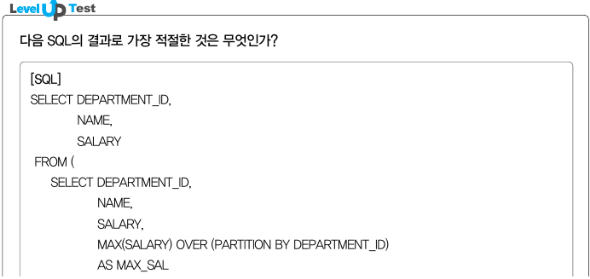 Level Up Test
다음 SQL의 결과로 가장 적절한 것은 무엇인가?
[SQL]
SELECT DEPARTMENT_ID,
NAME,
SALARY
FROM (
SELECT DEPARTMENT_ID,
NAME,
SALARY,
MAX(SALARY) OVER (PARTITION BY DEPARTMENT_ID)
AS MAX_SAL